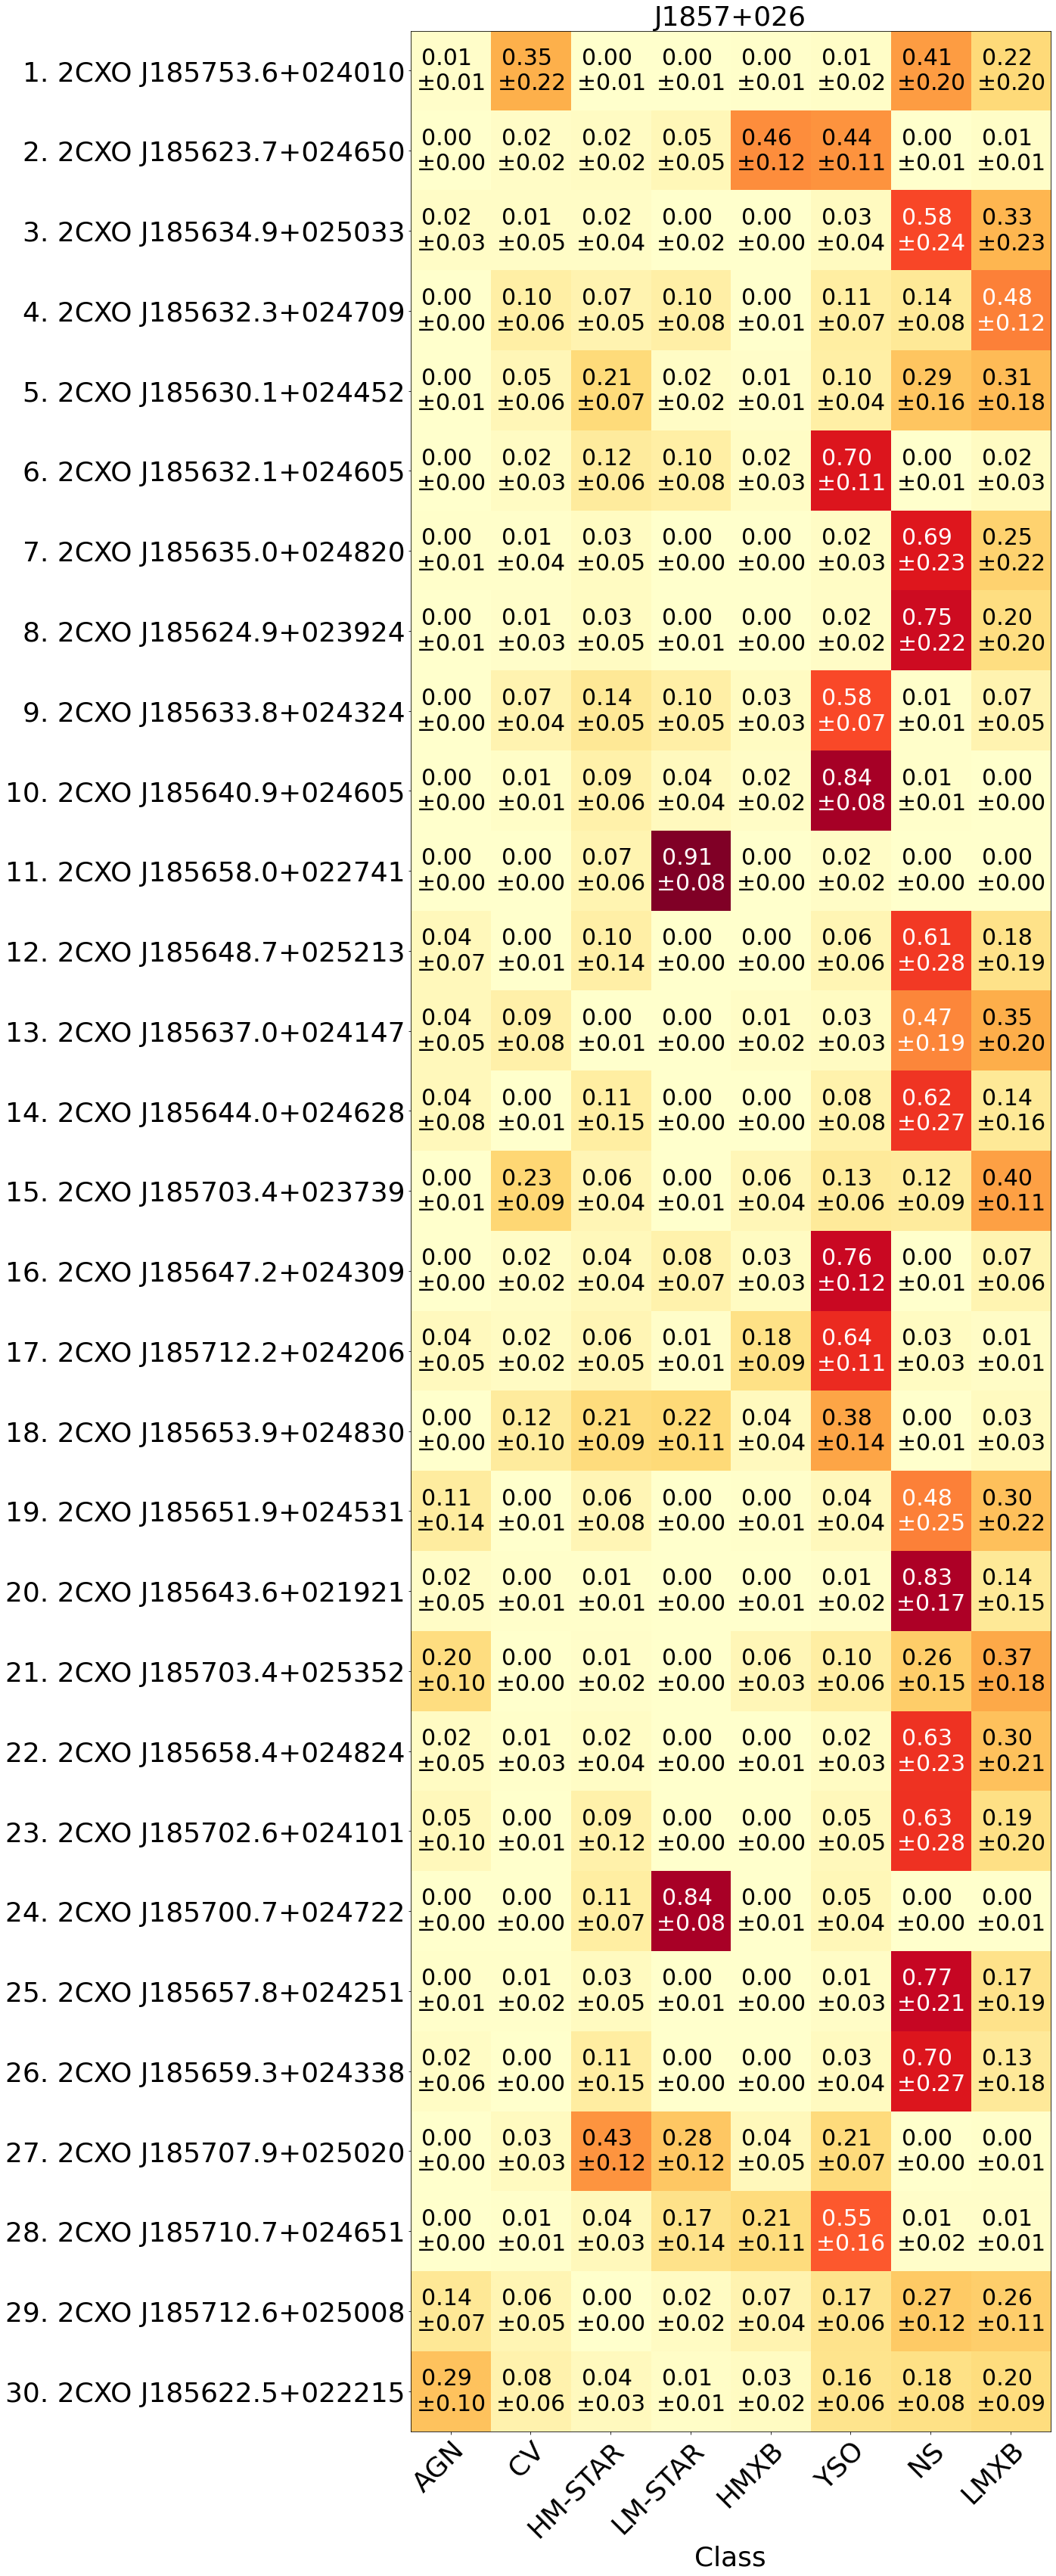 J1857+026
1. 2CXO J185753.6+024010 0.01 0.35 0.00 0.00 0.00 0.01 0.41 0.22
±0.01 ±0.22 ±0.01 ±0.01 ±0.01 ±0.02 ±0.20 ±0.20
2. 2CXO J185623.7+024650 0.00 0.02 0.02 0.05 0.46 0.44 0.00 0.01
±0.00 ±0.02 ±0.02 ±0.05 ±0.12 ±0.11 ±0.01 ±0.01
3. 2CXO J185634.9+025033 0.02 0.01 0.02 0.00 0.00 0.03 0.58 0.33
±0.03 ±0.05 ±0.04 ±0.02 ±0.00 ±0.04 ±0.24 ±0.23
4. 2CXO J185632.3+024709 0.00 0.10 0.07 0.10 0.00 0.11 0.14 0.48
±0.00 ±0.06 ±0.05 ±0.08 ±0.01 ±0.07 ±0.08 ±0.12
5. 2CXO J185630.1+024452 0.00 0.05 0.21 0.02 0.01 0.10 0.29 0.31
±0.01 ±0.06 ±0.07 ±0.02 ±0.01 ±0.04 ±0.16 ±0.18
6. 2CXO J185632.1+024605 0.00 0.02 0.12 0.10 0.02 0.70 0.00 0.02
±0.00 ±0.03 ±0.06 ±0.08 ±0.03 ±0.11 ±0.01 ±0.03
7. 2CXO J185635.0+024820 0.00 0.01 0.03 0.00 0.00 0.02 0.69 0.25
±0.01 ±0.04 ±0.05 ±0.00 ±0.00 ±0.03 ±0.23 ±0.22
8. 2CXO J185624.9+023924 0.00 0.01 0.03 0.00 0.00 0.02 0.75 0.20
±0.01 ±0.03 ±0.05 ±0.01 ±0.00 ±0.02 ±0.22 ±0.20
9. 2CXO J185633.8+024324 0.00 0.07 0.14 0.10 0.03 0.58 0.01 0.07
±0.00 ±0.04 ±0.05 ±0.05 ±0.03 ±0.07 ±0.01 ±0.05
10. 2CXO J185640.9+024605 0.00 0.01 0.09 0.04 0.02 0.84 0.01 0.00
±0.00 ±0.01 ±0.06 ±0.04 ±0.02 ±0.08 ±0.01 ±0.00
11. 2CXO J185658.0+022741 0.00 0.00 0.07 0.91 0.00 0.02 0.00 0.00
±0.00 ±0.00 ±0.06 ±0.08 ±0.00 ±0.02 ±0.00 ±0.00
12. 2CXO J185648.7+025213 0.04 0.00 0.10 0.00 0.00 0.06 0.61 0.18
±0.07 ±0.01 ±0.14 ±0.00 ±0.00 ±0.06 ±0.28 ±0.19
13. 2CXO J185637.0+024147 0.04 0.09 0.00 0.00 0.01 0.03 0.47 0.35
±0.05 ±0.08 ±0.01 ±0.00 ±0.02 ±0.03 ±0.19 ±0.20
14. 2CXO J185644.0+024628 0.04 0.00 0.11 0.00 0.00 0.08 0.62 0.14
±0.08 ±0.01 ±0.15 ±0.00 ±0.00 ±0.08 ±0.27 ±0.16
15. 2CXO J185703.4+023739 0.00 0.23 0.06 0.00 0.06 0.13 0.12 0.40
±0.01 ±0.09 ±0.04 ±0.01 ±0.04 ±0.06 ±0.09 ±0.11
16. 2CXO J185647.2+024309 0.00 0.02 0.04 0.08 0.03 0.76 0.00 0.07
±0.00 ±0.02 ±0.04 ±0.07 ±0.03 ±0.12 ±0.01 ±0.06
17. 2CXO J185712.2+024206 0.04 0.02 0.06 0.01 0.18 0.64 0.03 0.01
±0.05 ±0.02 ±0.05 ±0.01 ±0.09 ±0.11 ±0.03 ±0.01
18. 2CXO J185653.9+024830 0.00 0.12 0.21 0.22 0.04 0.38 0.00 0.03
±0.00 ±0.10 ±0.09 ±0.11 ±0.04 ±0.14 ±0.01 ±0.03
19. 2CXO J185651.9+024531 0.11 0.00 0.06 0.00 0.00 0.04 0.48 0.30
±0.14 ±0.01 ±0.08 ±0.00 ±0.01 ±0.04 ±0.25 ±0.22
20. 2CXO J185643.6+021921 0.02 0.00 0.01 0.00 0.00 0.01 0.83 0.14
±0.05 ±0.01 ±0.01 ±0.00 ±0.01 ±0.02 ±0.17 ±0.15
21. 2CXO J185703.4+025352 0.20 0.00 0.01 0.00 0.06 0.10 0.26 0.37
±0.10 ±0.00 ±0.02 ±0.00 ±0.03 ±0.06 ±0.15 ±0.18
22. 2CXO J185658.4+024824 0.02 0.01 0.02 0.00 0.00 0.02 0.63 0.30
±0.05 ±0.03 ±0.04 ±0.00 ±0.01 ±0.03 ±0.23 ±0.21
23. 2CXO J185702.6+024101 0.05 0.00 0.09 0.00 0.00 0.05 0.63 0.19
±0.10 ±0.01 ±0.12 ±0.00 ±0.00 ±0.05 ±0.28 ±0.20
24. 2CXO J185700.7+024722 0.00 0.00 0.11 0.84 0.00 0.05 0.00 0.00
±0.00 ±0.00 ±0.07 ±0.08 ±0.01 ±0.04 ±0.00 ±0.01
25. 2CXO J185657.8+024251 0.00 0.01 0.03 0.00 0.00 0.01 0.77 0.17
±0.01 ±0.02 ±0.05 ±0.01 ±0.00 ±0.03 ±0.21 ±0.19
26. 2CXO J185659.3+024338 0.02 0.00 0.11 0.00 0.00 0.03 0.70 0.13
±0.06 ±0.00 ±0.15 ±0.00 ±0.00 ±0.04 ±0.27 ±0.18
27. 2CXO J185707.9+025020 0.00 0.03 0.43 0.28 0.04 0.21 0.00 0.00
±0.00 ±0.03 ±0.12 ±0.12 ±0.05 ±0.07 ±0.00 ±0.01
28. 2CXO J185710.7+024651 0.00 0.01 0.04 0.17 0.21 0.55 0.01 0.01
±0.00 ±0.01 ±0.03 ±0.14 ±0.11 ±0.16 ±0.02 ±0.01
29. 2CXO J185712.6+025008 0.14 0.06 0.00 0.02 0.07 0.17 0.27 0.26
±0.07 ±0.05 ±0.00 ±0.02 ±0.04 ±0.06 ±0.12 ±0.11
30. 2CXO J185622.5+022215 0.29 0.08 0.04 0.01 0.03 0.16 0.18 0.20
±0.10 ±0.06 ±0.03 ±0.01 ±0.02 ±0.06 ±0.08 ±0.09
AGN CV HM-STAR LM-STAR HMXB YSO NS LMXB
Class